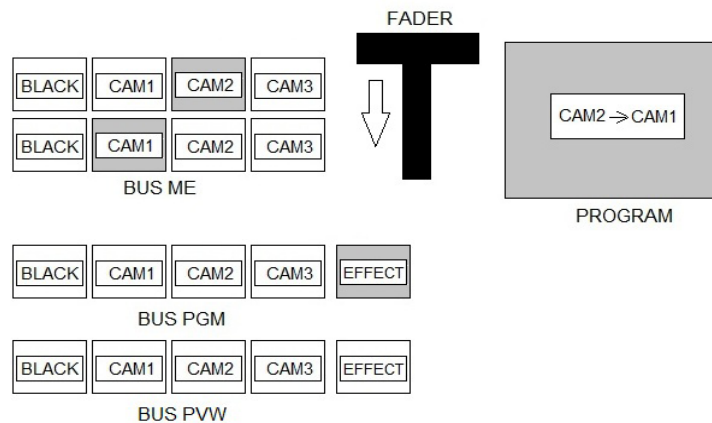 FADER
BLACK CAM1 CAM2 CAM3
BLACK CAM1 CAM2 CAM3
BUS ME
CAM2 → CAM1
PROGRAM
BLACK CAM1 CAM2 CAM3 EFFECT
BUS PGM
BLACK CAM1 CAM2 CAM3 EFFECT
BUS PVW